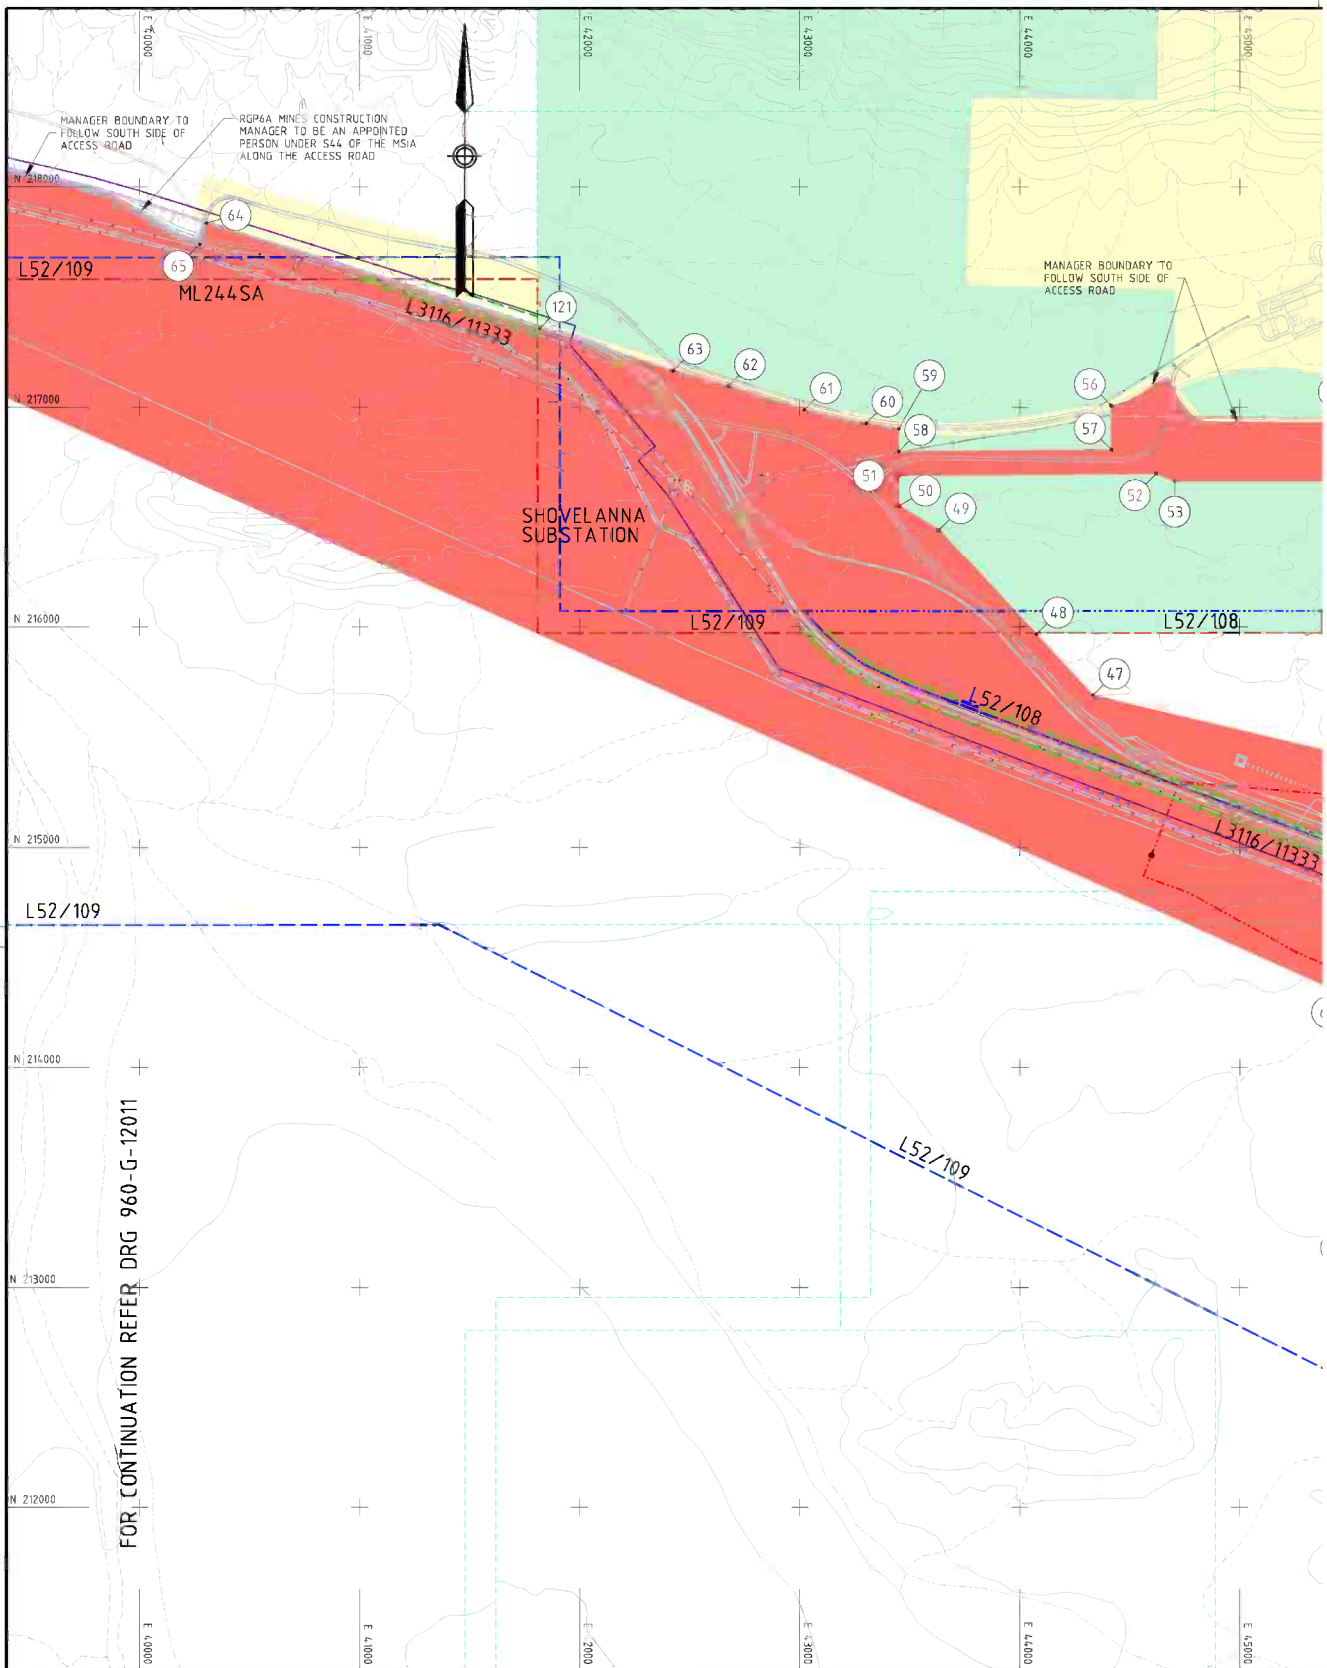 E 40000
E 41000
E 42000
E 43000
E 44000
E 45000
MANAGER BOUNDARY TO
FOLLOW SOUTH SIDE OF
ACCESS ROAD
RGP6A MINES CONSTRUCTION
MANAGER TO BE AN APPOINTED
PERSON UNDER S44 OF THE MSIA
ALONG THE ACCESS ROAD
N 218000
64
65
L52/109
ML244SA
L3116/11333
121
MANAGER BOUNDARY TO
FOLLOW SOUTH SIDE OF
ACCESS ROAD
63
62
61
60
59
58
56
57
N 217000
51
50
49
52
53
SHOVELANNA
SUBSTATION
N 216000
L52/109
48
L52/108
47
L52/108
N 215000
L3116/11333
L52/109
N 214000
FOR CONTINUATION REFER DRG 960-G-12011
L52/109
N 213000
N 212000
E 40000
E 41000
E 2000
E 43000
E 44000
E 45000